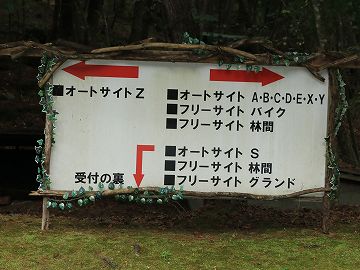 ■オートサイト Z
■オートサイト A・B・C・D・E・X・Y
■フリーサイト バイク
■フリーサイト 林間
受付の裏
■オートサイト S
■フリーサイト 林間
■フリーサイト グランド